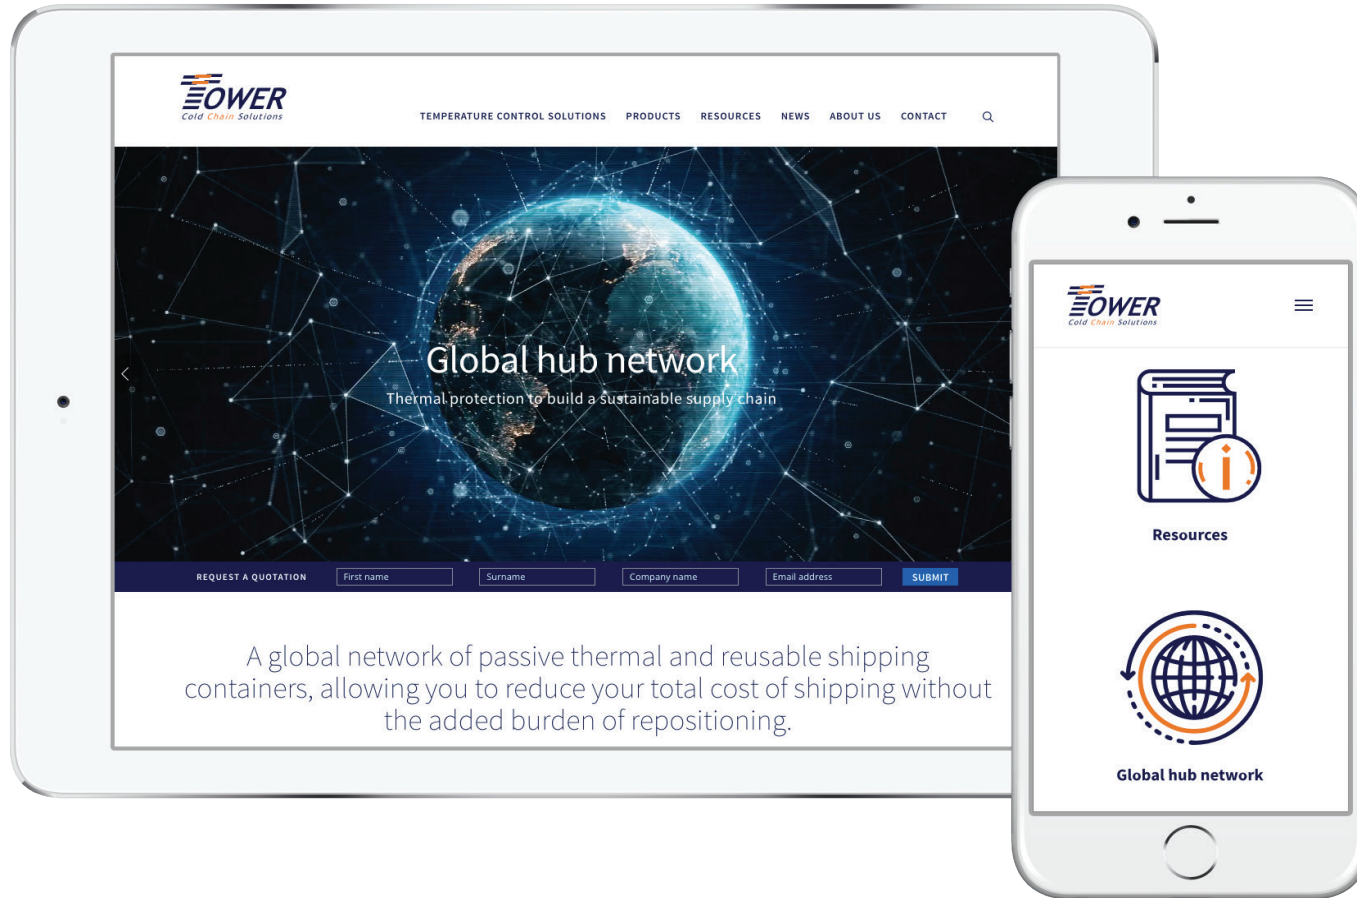 TOWER
Cold Chain Solutions
TEMPERATURE CONTROL SOLUTIONS PRODUCTS RESOURCES NEWS ABOUT US CONTACT
Global hub network
Thermal protection to build a sustainable supply chain
REQUEST A QUOTATION First name Surname Company name Email address SUBMIT
A global network of passive thermal and reusable shipping
containers, allowing you to reduce your total cost of shipping without
the added burden of repositioning.
TOWER
Cold Chain Solutions
i
Resources
Global hub network